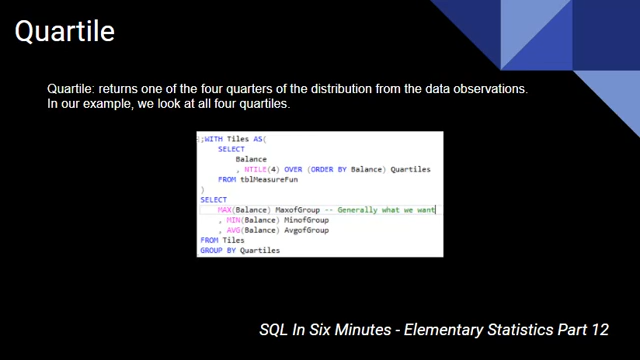 Quartile
Quartile: returns one of the four quarters of the distribution from the data observations.
In our example, we look at all four quartiles.
;WITH Tiles AS(
SELECT
Balance
, NTILE(4) OVER (ORDER BY Balance) Quartiles
FROM tblMeasureFun
)
SELECT
MAX(Balance) MaxofGroup -- Generally what we want
, MIN(Balance) MinofGroup
, AVG(Balance) AvgofGroup
FROM Tiles
GROUP BY Quartiles
SQL In Six Minutes - Elementary Statistics Part 12